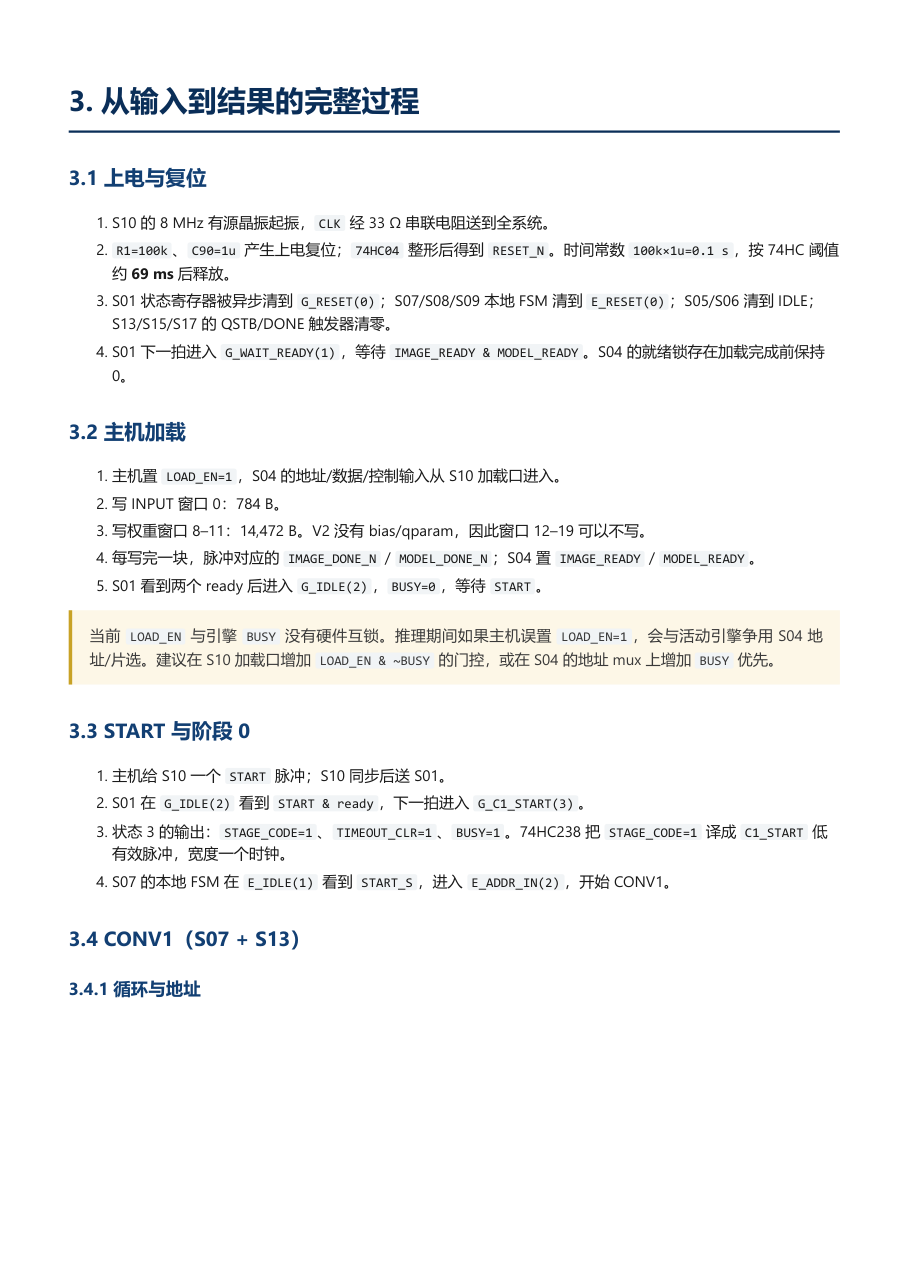 3. 从输入到结果的完整过程
3.1 上电与复位
1. S10 的 8 MHz 有源晶振起振，CLK 经 33 Ω 串联电阻送到全系统。
2. R1=100k、C90=1u 产生上电复位；74HC04 整形后得到 RESET_N。时间常数 100k×1u=0.1 s，按 74HC 阈值
约 69 ms 后释放。
3. S01 状态寄存器被异步清到 G_RESET(0)；S07/S08/S09 本地 FSM 清到 E_RESET(0)；S05/S06 清到 IDLE；
S13/S15/S17 的 QSTB/DONE 触发器清零。
4. S01 下一拍进入 G_WAIT_READY(1)，等待 IMAGE_READY & MODEL_READY。S04 的就绪锁存在加载完成前保持
0。
3.2 主机加载
1. 主机置 LOAD_EN=1，S04 的地址/数据/控制输入从 S10 加载口进入。
2. 写 INPUT 窗口 0：784 B。
3. 写权重窗口 8–11：14,472 B。V2 没有 bias/qparam，因此窗口 12–19 可以不写。
4. 每写完一块，脉冲对应的 IMAGE_DONE_N / MODEL_DONE_N；S04 置 IMAGE_READY / MODEL_READY。
5. S01 看到两个 ready 后进入 G_IDLE(2)，BUSY=0，等待 START。
当前 LOAD_EN 与引擎 BUSY 没有硬件互锁。推理期间如果主机误置 LOAD_EN=1，会与活动引擎争用 S04 地
址/片选。建议在 S10 加载口增加 LOAD_EN & ~BUSY 的门控，或在 S04 的地址 mux 上增加 BUSY 优先。
3.3 START 与阶段 0
1. 主机给 S10 一个 START 脉冲；S10 同步后送 S01。
2. S01 在 G_IDLE(2) 看到 START & ready，下一拍进入 G_C1_START(3)。
3. 状态 3 的输出：STAGE_CODE=1、TIMEOUT_CLR=1、BUSY=1。74HC238 把 STAGE_CODE=1 译成 C1_START 低
有效脉冲，宽度一个时钟。
4. S07 的本地 FSM 在 E_IDLE(1) 看到 START_S，进入 E_ADDR_IN(2)，开始 CONV1。
3.4 CONV1（S07 + S13）
3.4.1 循环与地址